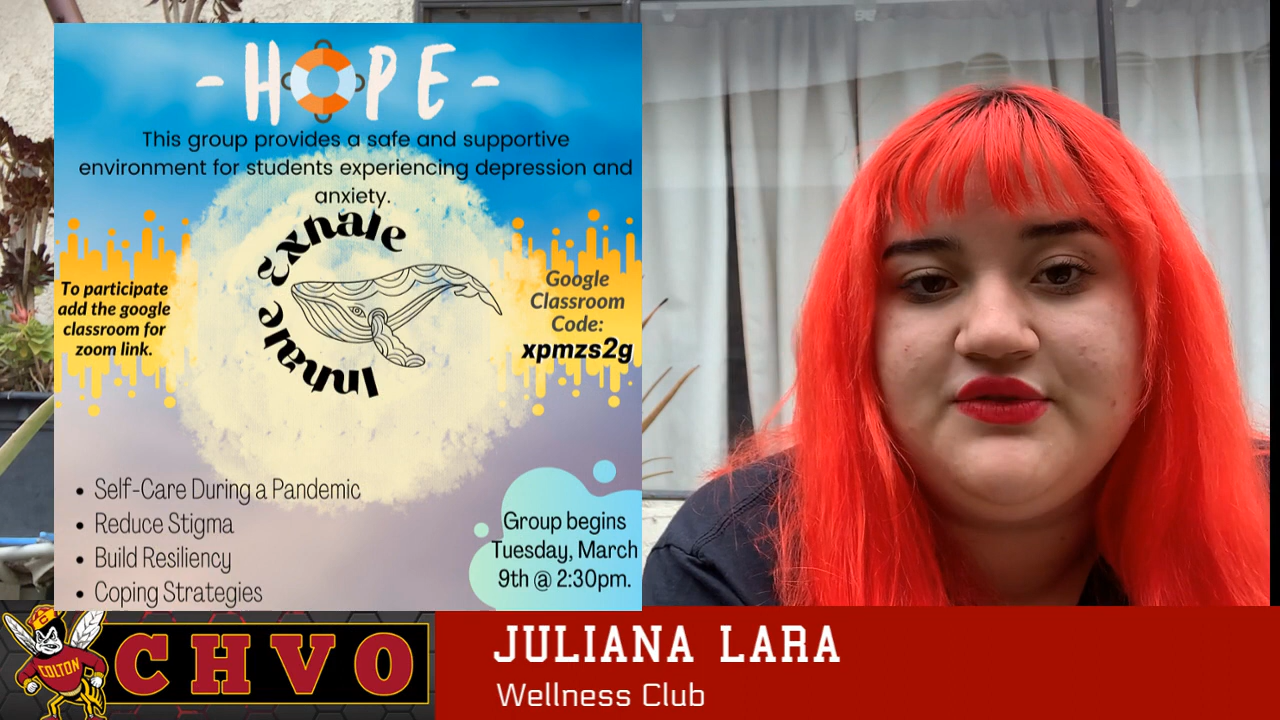 -HOPE-
This group provides a safe and supportive
environment for students experiencing depression and
anxiety.
Inhale Exhale
To participate
add the google
classroom for
zoom link.
Google
Classroom
Code:
xpmzs2g
• Self-Care During a Pandemic
• Reduce Stigma
• Build Resiliency
• Coping Strategies
Group begins
Tuesday, March
9th @ 2:30pm.
COLTON
CHVO
JULIANA LARA
Wellness Club